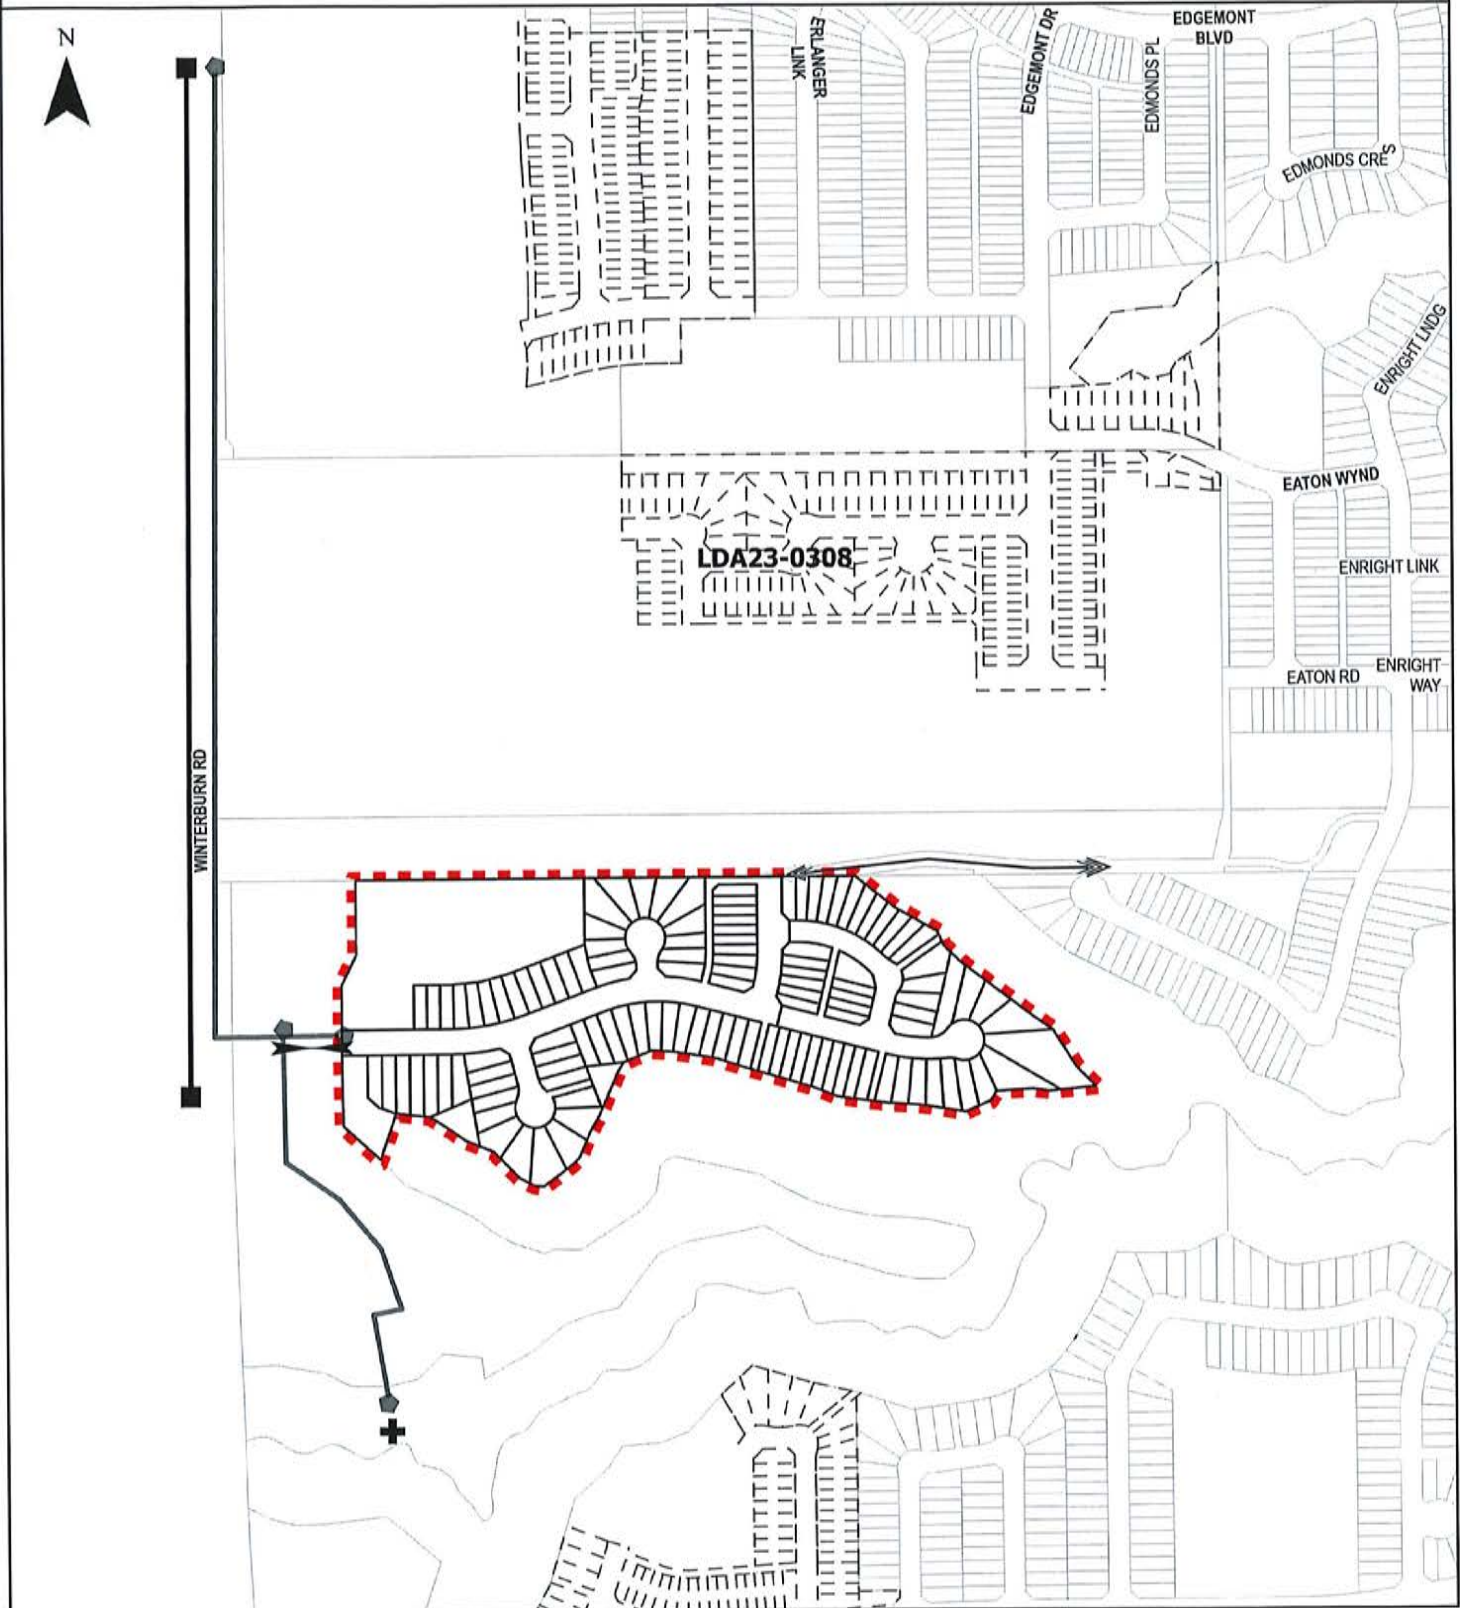 N
ERLANGER
LINK
EDGEMONT DR
EDMONDS PL
EDGEMONT
BLVD
EDMONDS CRES
ENRIGHT LNDG
EATON WYND
LDA23-0308
ENRIGHT LINK
EATON RD
ENRIGHT
WAY
WINTERBURN RD